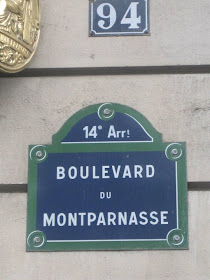 94
14e Arrt
BOULEVARD
DU
MONTPARNASSE